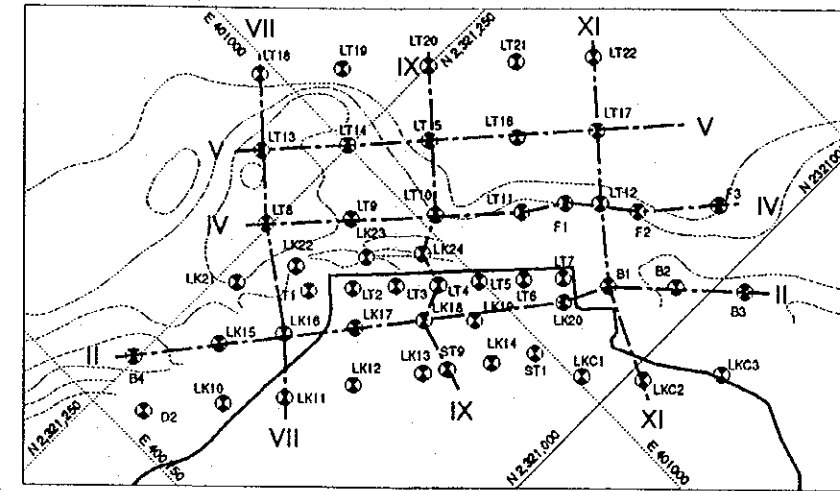 VII
E 401000
LT18
LT19
LT20
IX
N 2,321,250
LT21
XI
LT22
V
LT13
LT14
LT15
LT16
LT17
V
IV
LT8
LT9
LT10
LT11
F1
LT12
F2
F3
IV
LK21
LK22
LK23
LK24
LT2
LT3
LT4
LT5
LT6
LT7
B1
B2
B3
II
II
B4
LK15
LK16
LK17
LK18
LK19
LK20
D2
LK10
LK11
LK12
LK13
ST9
LK14
ST1
LKC1
LKC2
LKC3
N 2,321,250
VII
IX
N 2,321,000
E 401000
XI